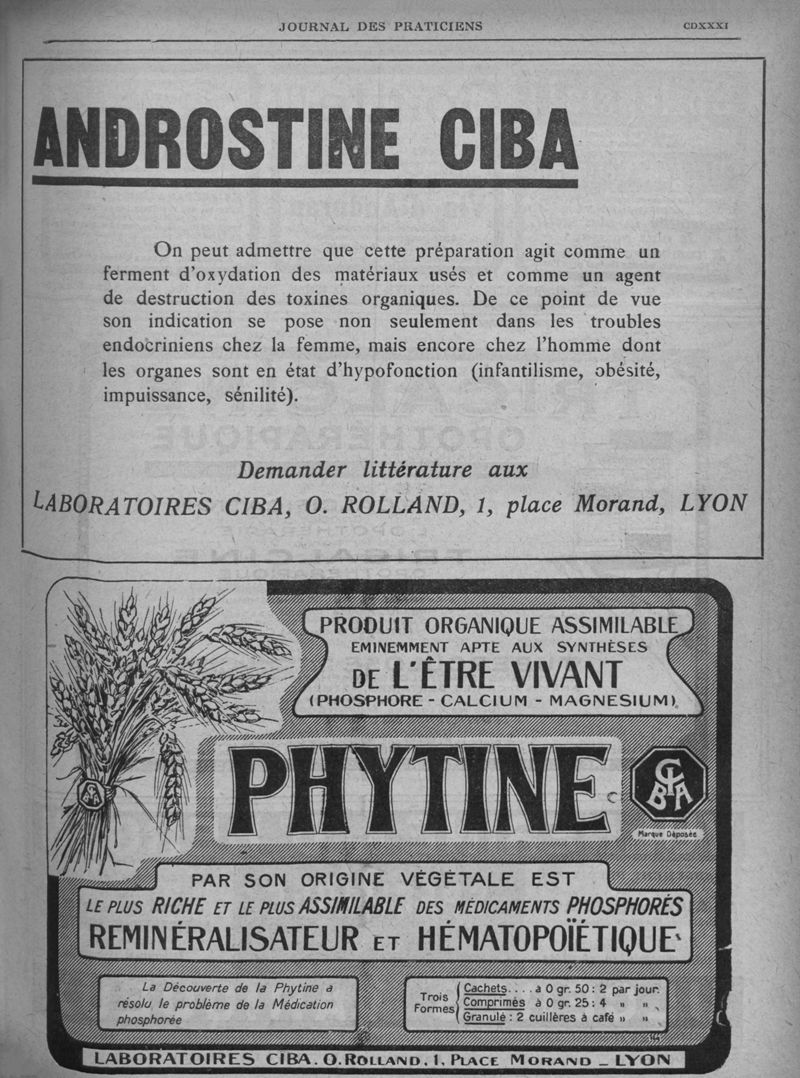 JOURNAL DES PRATICIENS
CDXXXI
ANDROSTINE CIBA
On peut admettre que cette préparation agit comme un
ferment d'oxydation des matériaux usés et comme un agent
de destruction des toxines organiques. De ce point de vue
son indication se pose non seulement dans les troubles
endocriniens chez la femme, mais encore chez l'homme dont
les organes sont en état d'hypofonction (infantilisme, obésité,
impuissance, sénilité).
Demander littérature aux
LABORATOIRES CIBA, O. ROLLAND, 1, place Morand, LYON
PRODUIT ORGANIQUE ASSIMILABLE
EMINEMMENT APTE AUX SYNTHÈSES
DE L'ÊTRE VIVANT
(PHOSPHORE - CALCIUM - MAGNESIUM)
PHYTINE
CIBA
Marque Déposée
CIBA
PAR SON ORIGINE VÉGÉTALE EST
LE PLUS RICHE ET LE PLUS ASSIMILABLE DES MÉDICAMENTS PHOSPHORÉS
REMINÉRALISATEUR ET HÉMATOPOÏÉTIQUE
La Découverte de la Phytine a
résolu le problème de la Médication
phosphorée
Trois Formes
Cachets.... à 0 gr. 50 : 2 par jour.
Comprimés à 0 gr. 25 : 4 " "
Granulé : 2 cuillères à café " "
LABORATOIRES CIBA. O. ROLLAND. 1. PLACE MORAND _ LYON